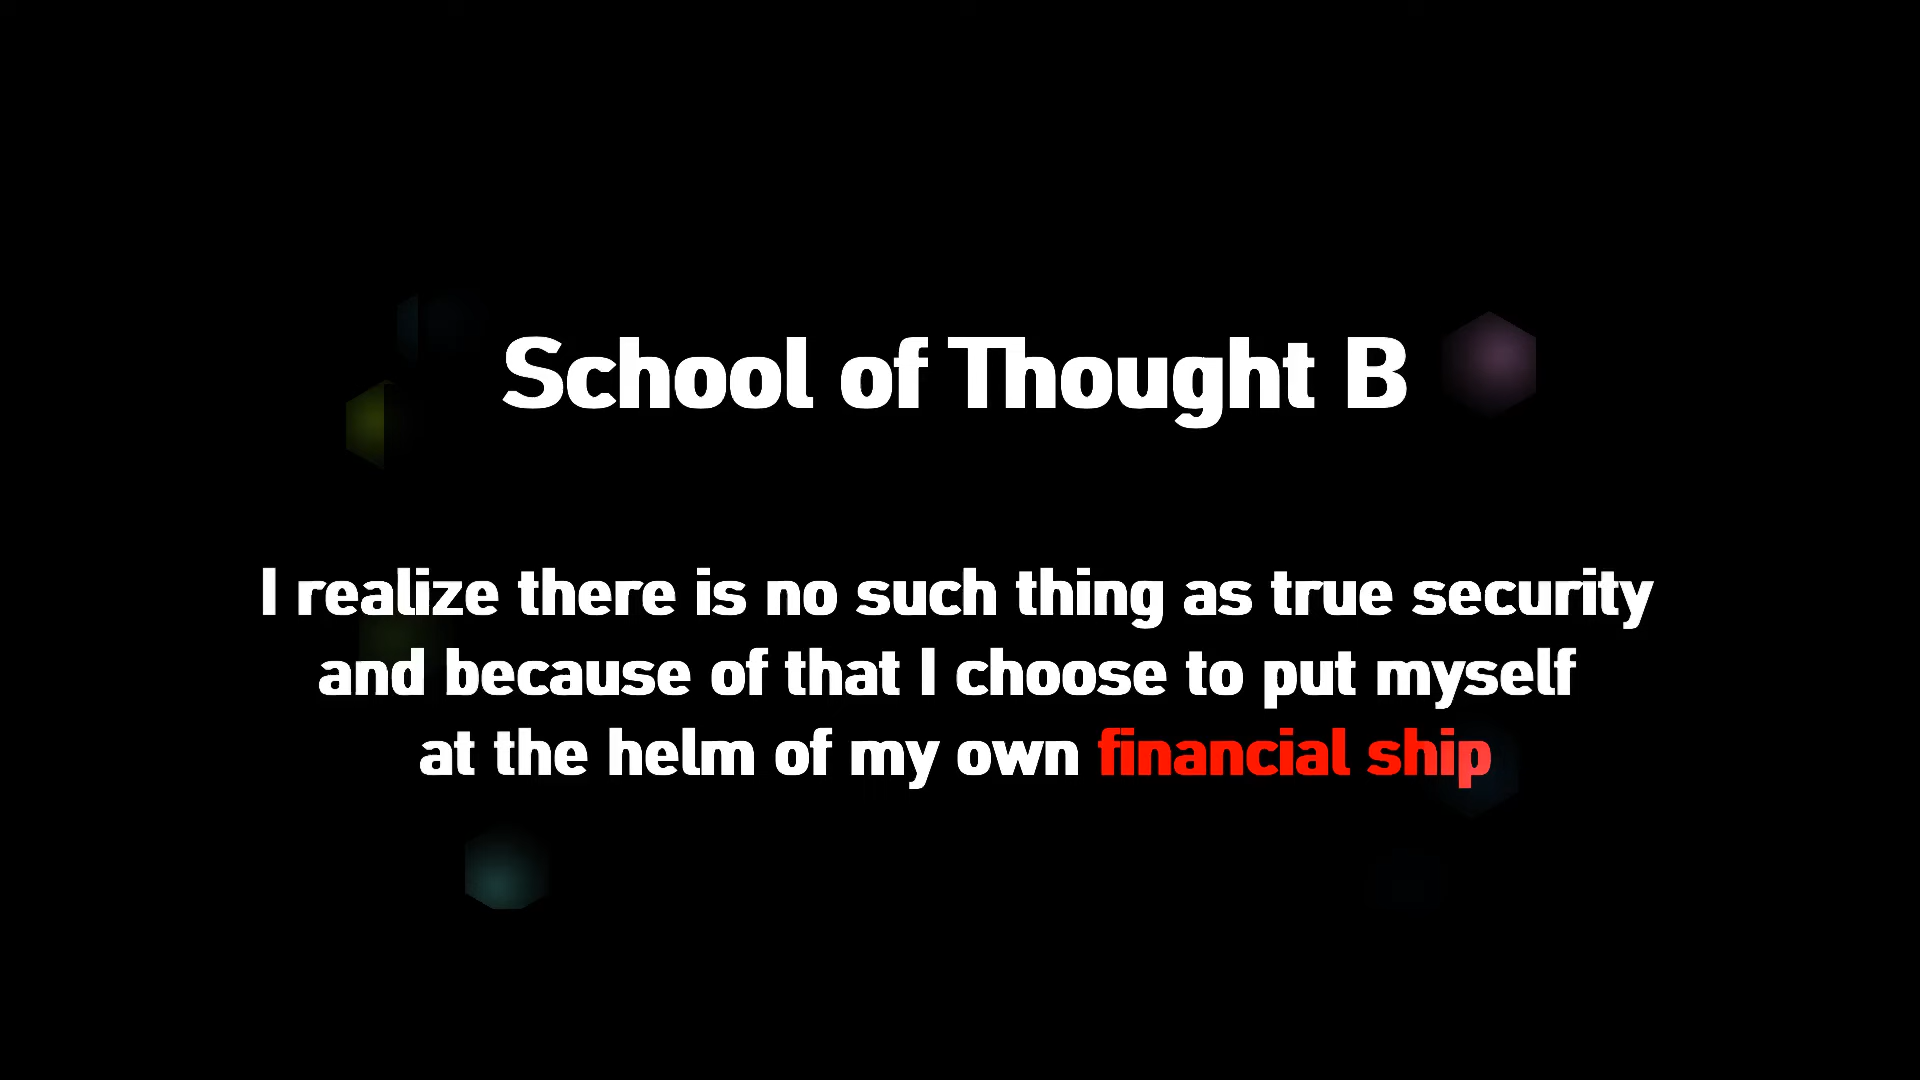 School of Thought B
I realize there is no such thing as true security
and because of that I choose to put myself
at the helm of my own financial ship